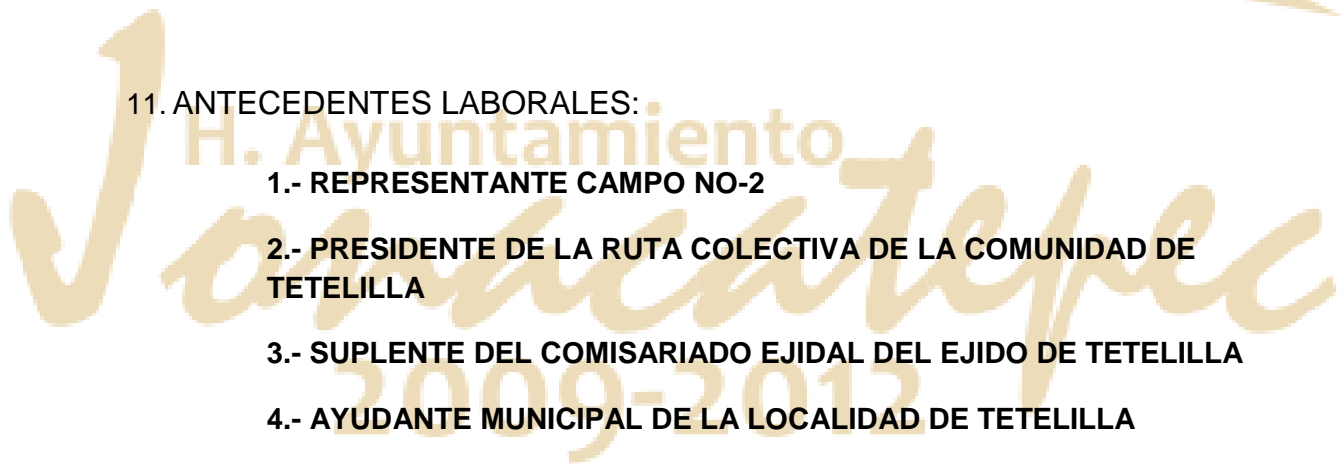 11. ANTECEDENTES LABORALES:
H. Ayuntamiento
1.- REPRESENTANTE CAMPO NO-2
Jonacatepec
2.- PRESIDENTE DE LA RUTA COLECTIVA DE LA COMUNIDAD DE
TETELILLA
3.- SUPLENTE DEL COMISARIADO EJIDAL DEL EJIDO DE TETELILLA
2009-2012
4.- AYUDANTE MUNICIPAL DE LA LOCALIDAD DE TETELILLA